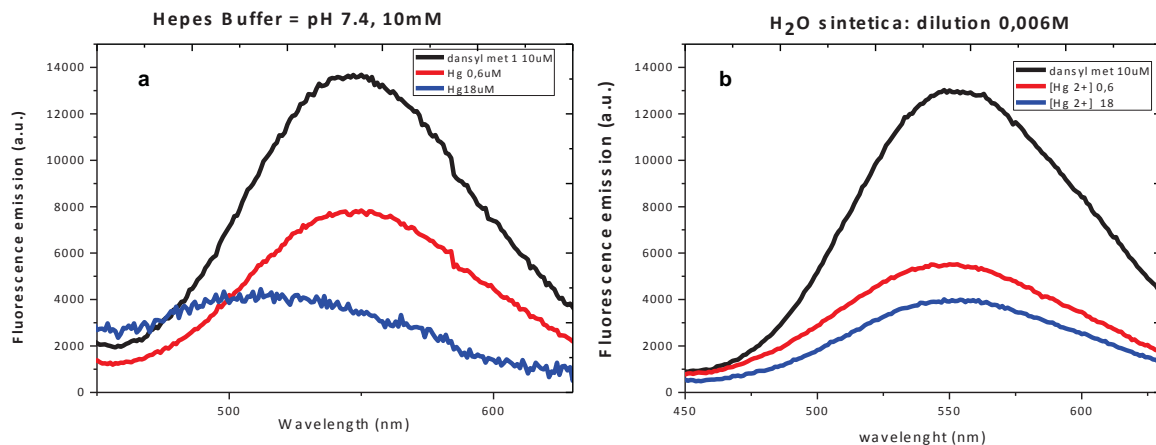 Hepes Buffer = pH 7.4, 10mM
a
dansyl met 1 10uM
Hg 0,6uM
Hg18uM
Fluorescence emission (a.u.)
14000
12000
10000
8000
6000
4000
2000
0
500
600
Wavelength (nm)
H2O sintetica: dilution 0,006M
b
dansyl met 10uM
[Hg 2+] 0,6
[Hg 2+] 18
Fluorescence emission (a.u.)
14000
12000
10000
8000
6000
4000
2000
0
450
500
550
600
wavelenght (nm)